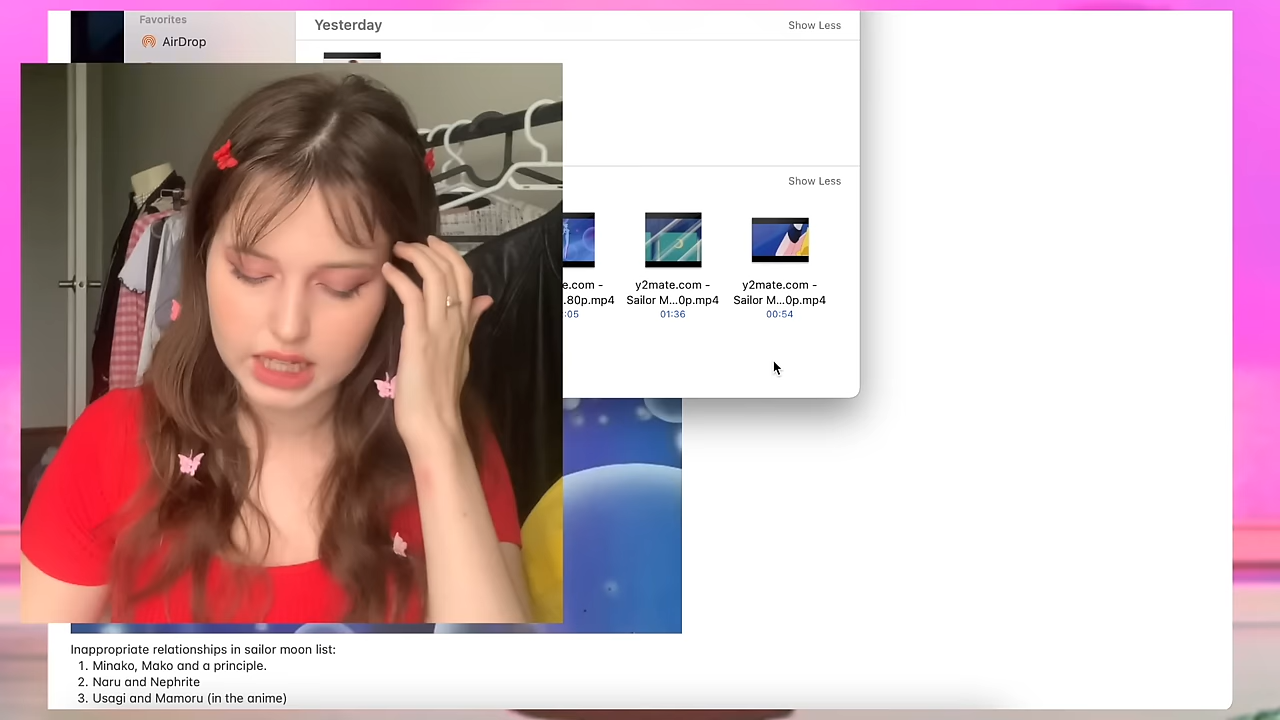 Favorites
AirDrop
Yesterday
Show Less
Show Less
e.com -
.80p.mp4
:05
y2mate.com -
Sailor M...0p.mp4
01:36
y2mate.com -
Sailor M...0p.mp4
00:54
Inappropriate relationships in sailor moon list:
1. Minako, Mako and a principle.
2. Naru and Nephrite
3. Usagi and Mamoru (in the anime)